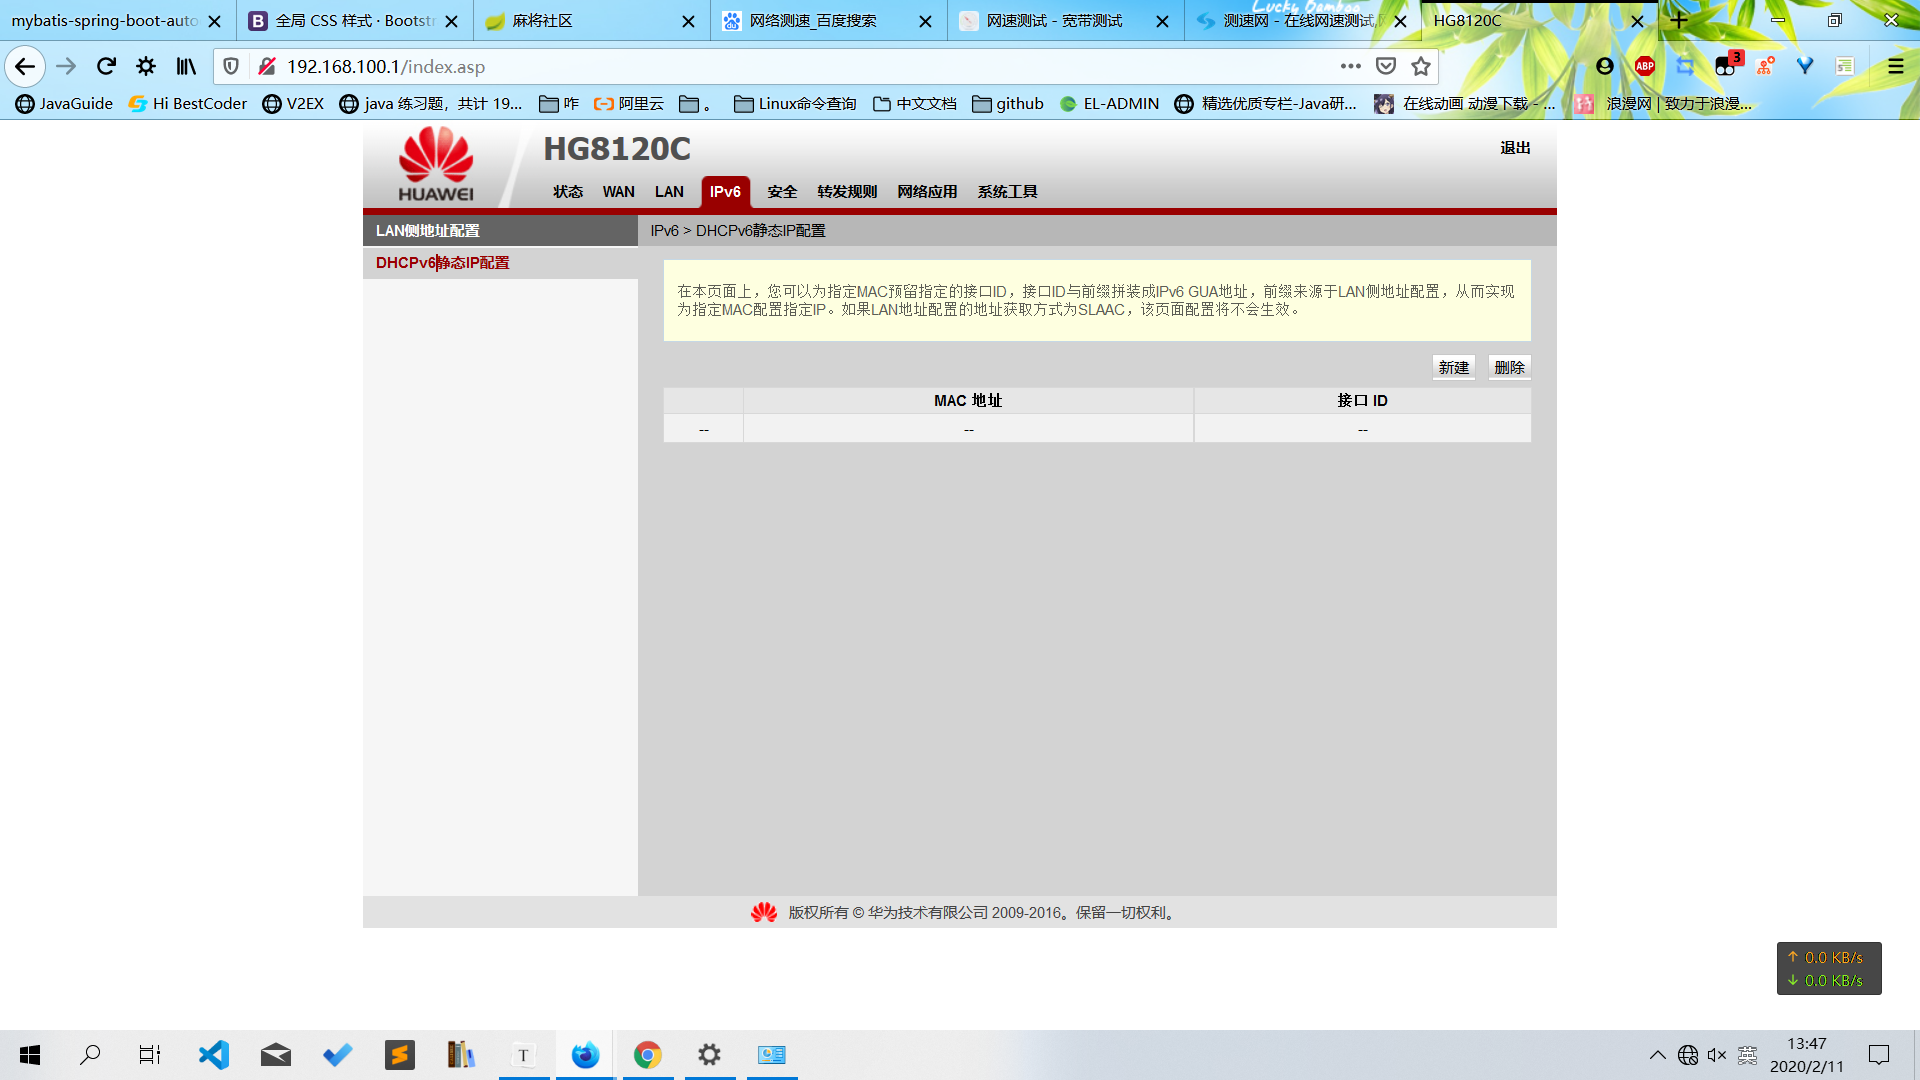 Lucky Bamboo
mybatis-spring-boot-auto
B 全局 CSS 样式 · Bootstr
麻将社区
网络测速_百度搜索
网速测试 - 宽带测试
测速网 - 在线网速测试,
HG8120C
192.168.100.1/index.asp
ABP
3
JavaGuide
Hi BestCoder
V2EX
java 练习题，共计 19...
咋
阿里云
。
Linux命令查询
中文文档
github
EL-ADMIN
精选优质专栏-Java研...
在线动画 动漫下载 - ...
浪漫网 | 致力于浪漫...
HUAWEI
HG8120C
退出
状态 WAN LAN IPv6 安全 转发规则 网络应用 系统工具
LAN侧地址配置
DHCPv6静态IP配置
IPv6 > DHCPv6静态IP配置
在本页面上，您可以为指定MAC预留指定的接口ID，接口ID与前缀拼装成IPv6 GUA地址，前缀来源于LAN侧地址配置，从而实现
为指定MAC配置指定IP。如果LAN地址配置的地址获取方式为SLAAC，该页面配置将不会生效。
新建 删除
MAC 地址 接口 ID
-- -- --
版权所有 © 华为技术有限公司 2009-2016。保留一切权利。
↑ 0.0 KB/s
↓ 0.0 KB/s
T
英
13:47
2020/2/11